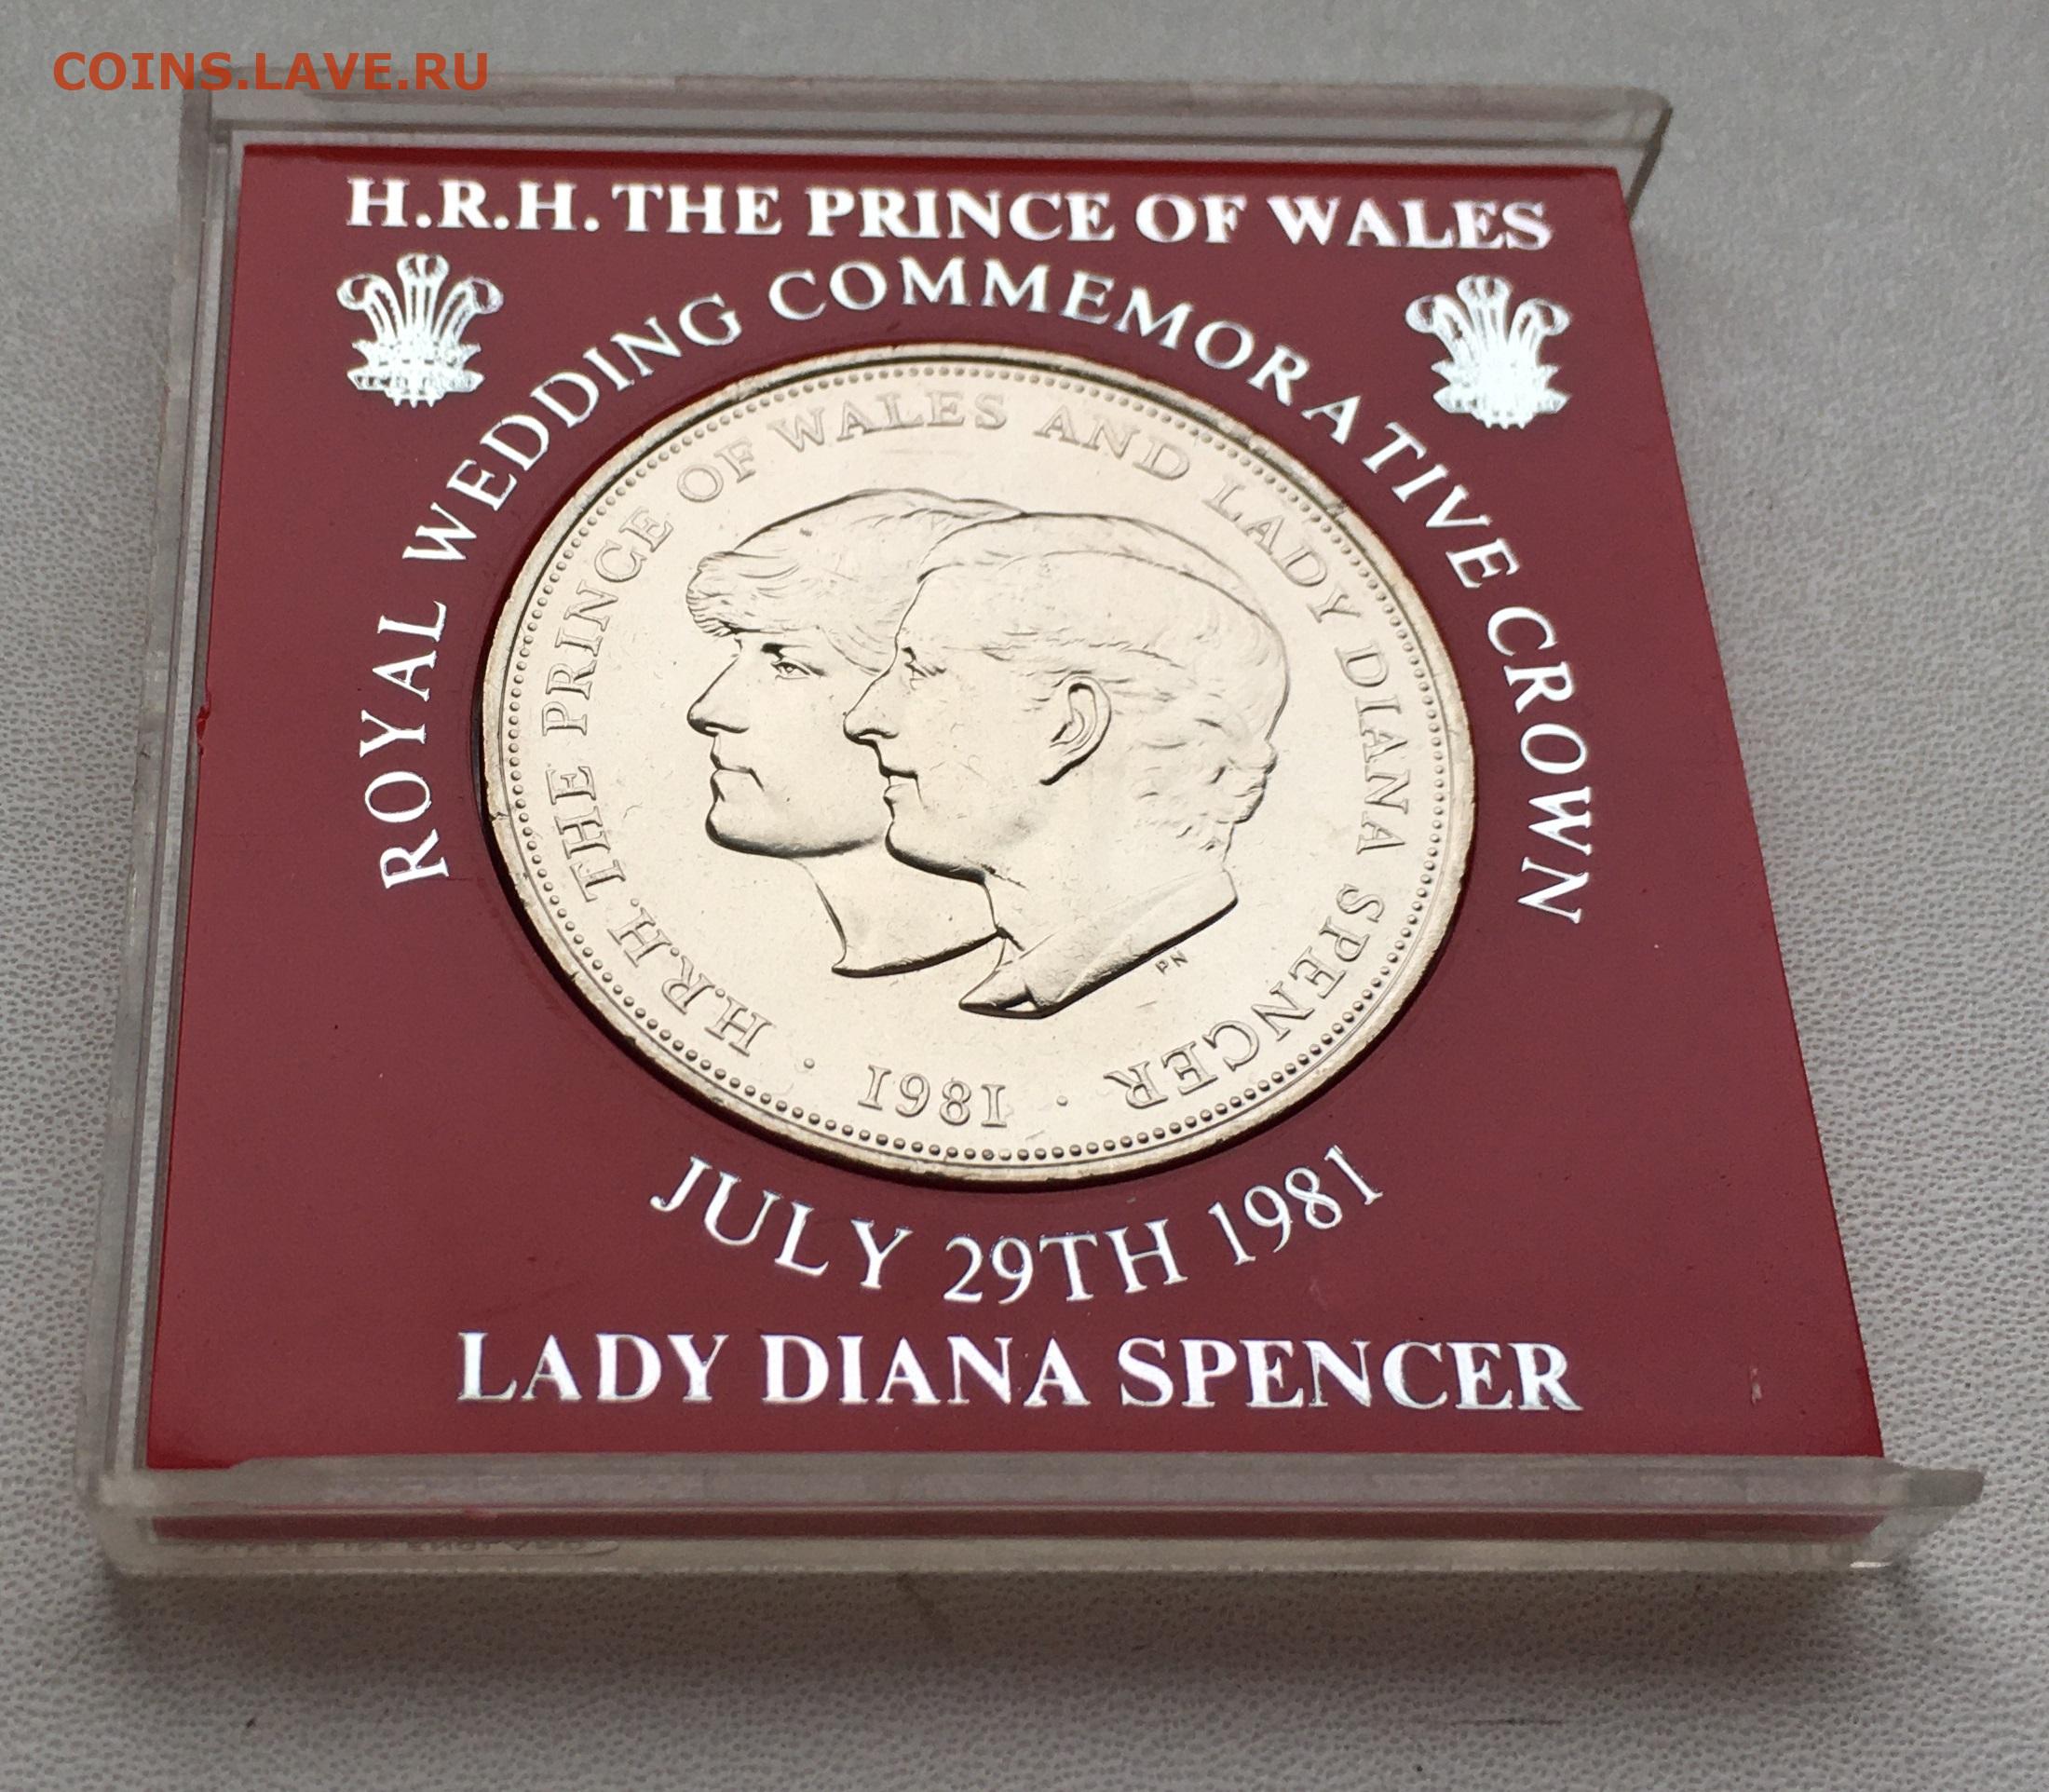 COINS.LAVE.RU
H.R.H. THE PRINCE OF WALES
ROYAL WEDDING COMMEMORATIVE CROWN
H.R.H. THE PRINCE OF WALES AND LADY DIANA SPENCER
PN
· 1981 ·
JULY 29TH 1981
LADY DIANA SPENCER